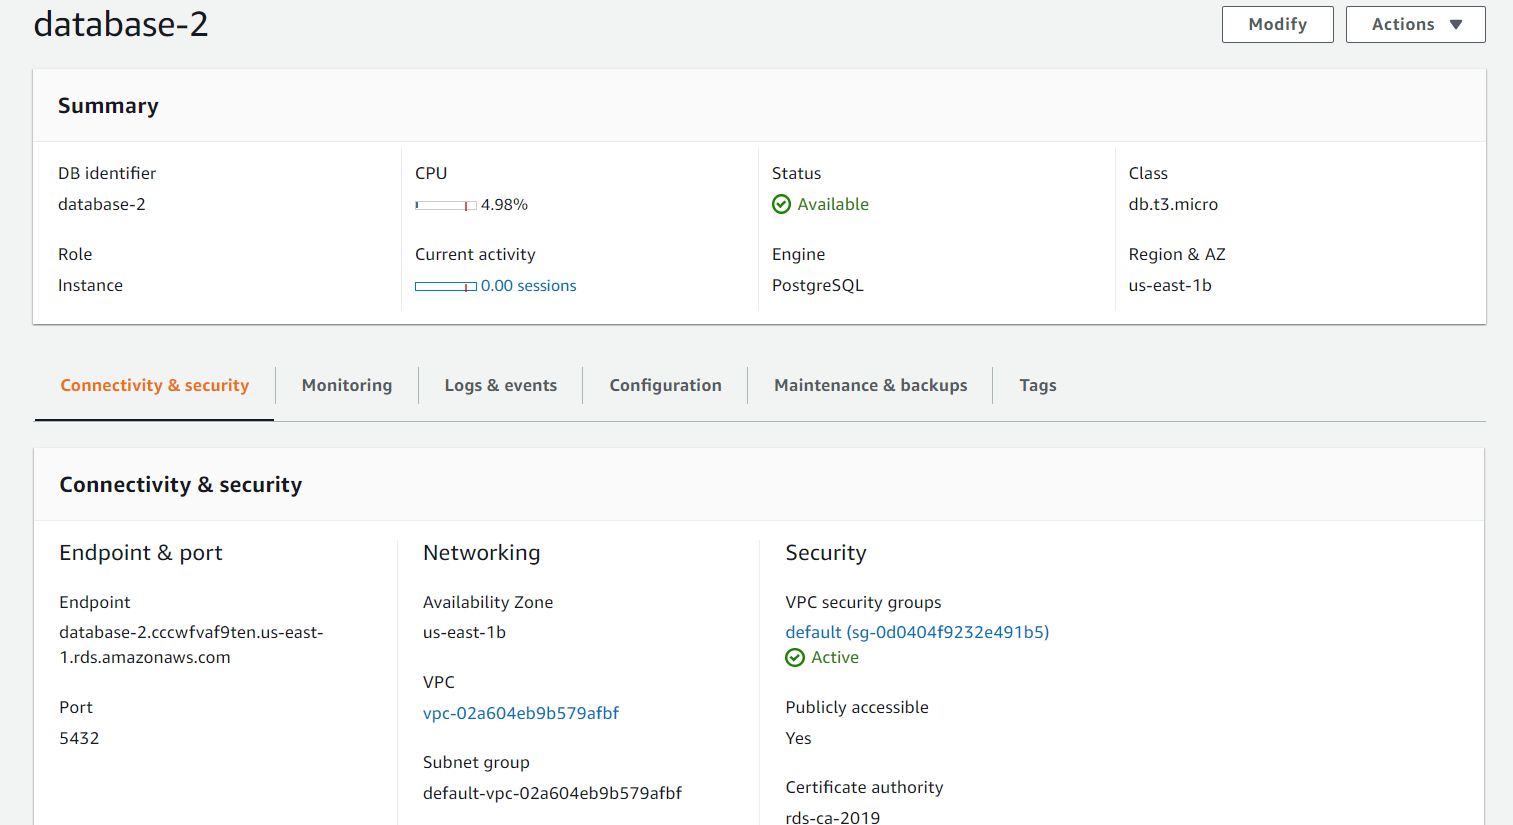 database-2
Modify
Actions
Summary
DB identifier
database-2
CPU
4.98%
Status
Available
Class
db.t3.micro
Role
Instance
Current activity
0.00 sessions
Engine
PostgreSQL
Region & AZ
us-east-1b
Connectivity & security
Monitoring
Logs & events
Configuration
Maintenance & backups
Tags
Connectivity & security
Endpoint & port
Endpoint
database-2.cccwfvaf9ten.us-east-
1.rds.amazonaws.com
Port
5432
Networking
Availability Zone
us-east-1b
VPC
vpc-02a604eb9b579afbf
Subnet group
default-vpc-02a604eb9b579afbf
Security
VPC security groups
default (sg-0d0404f9232e491b5)
Active
Publicly accessible
Yes
Certificate authority
rds-ca-2019